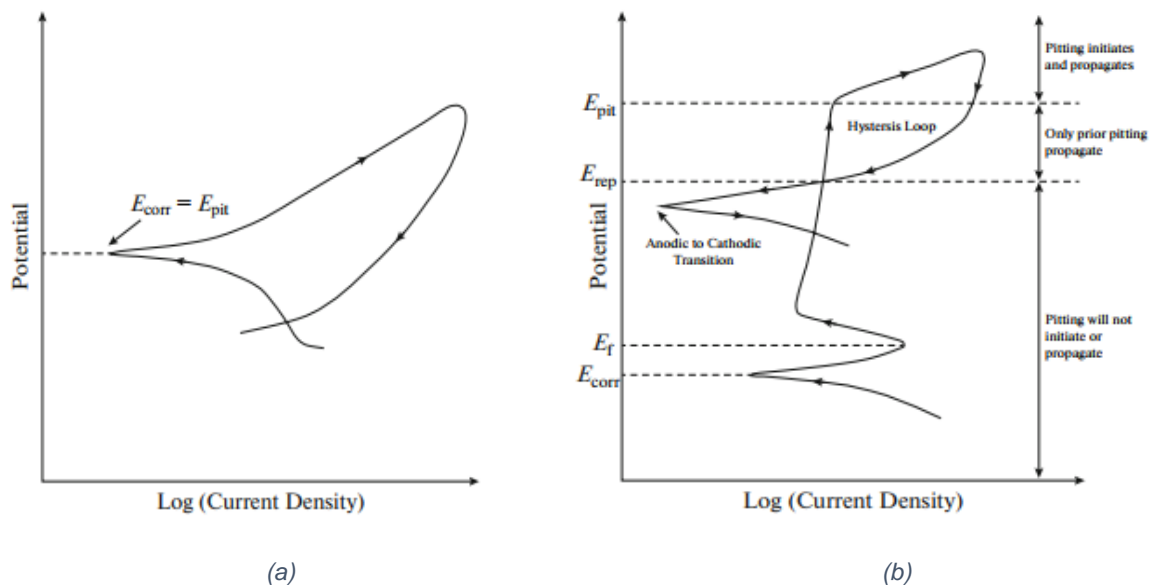 Potential
E_corr = E_pit
Log (Current Density)
(a)
Potential
E_pit
E_rep
E_f
E_corr
Hystersis Loop
Anodic to Cathodic
Transition
Pitting initiates
and propagates
Only prior pitting
propagate
Pitting will not
initiate or
propagate
Log (Current Density)
(b)